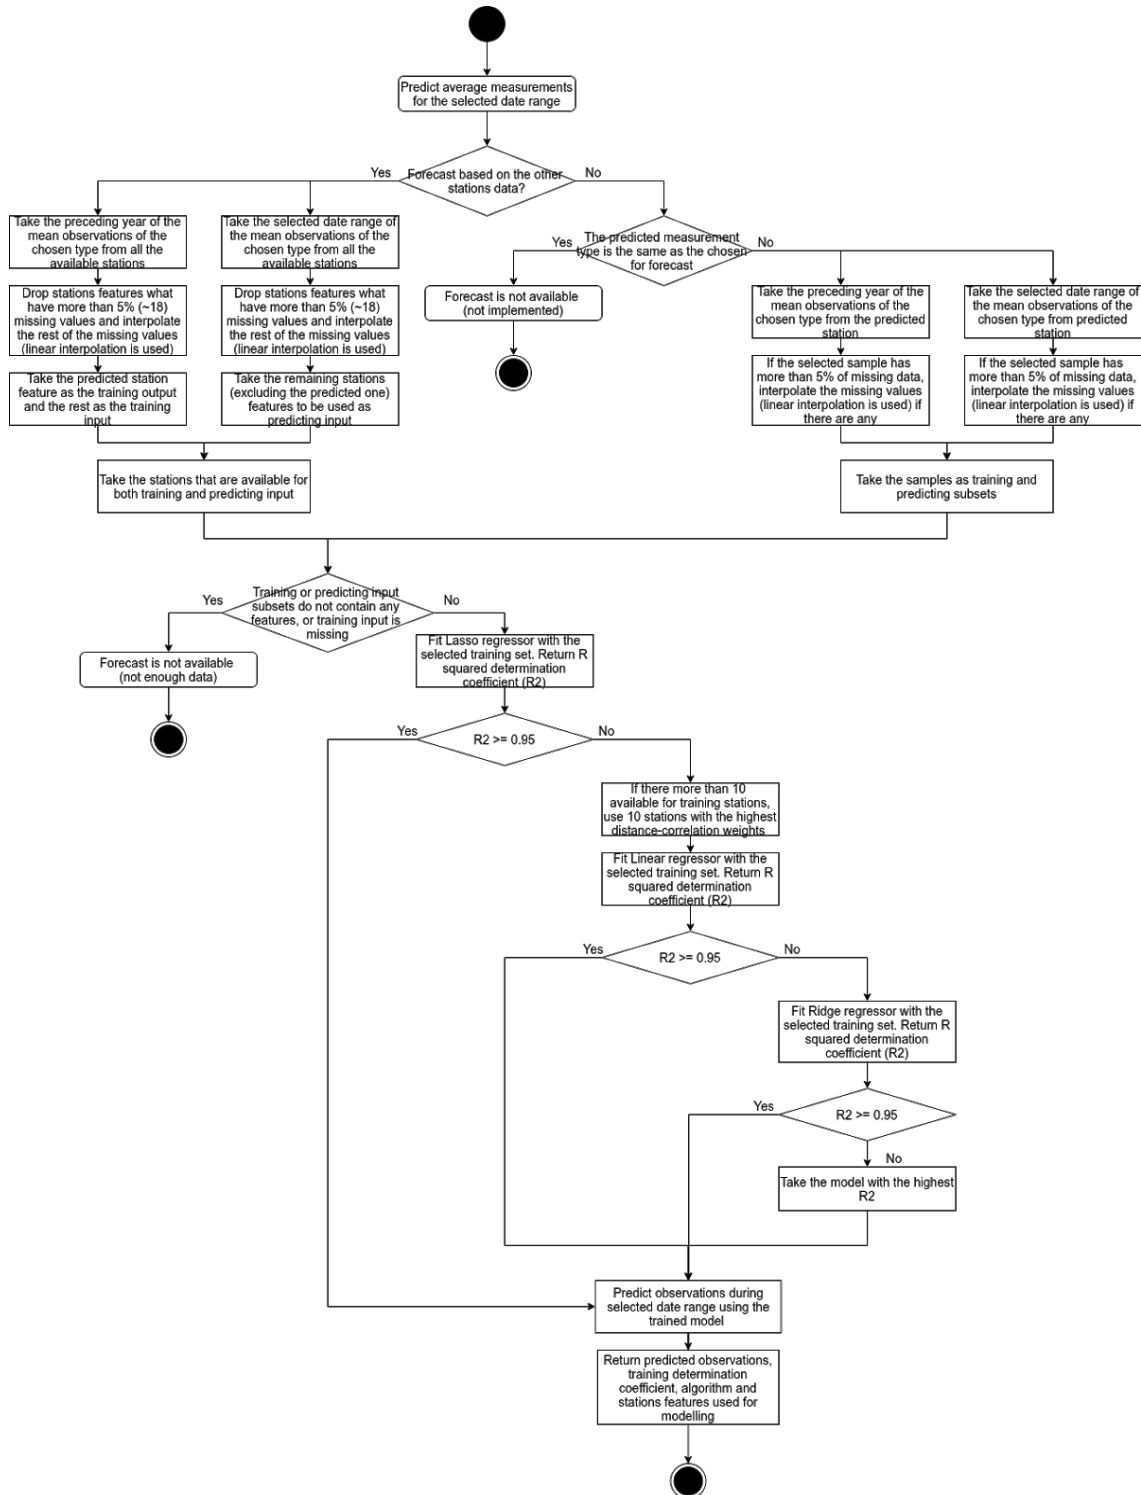 Predict average measurements
for the selected date range
Forecast based on the other
stations data?
Yes
No
Take the preceding year of the
mean observations of the
chosen type from all the
available stations
Take the selected date range of
the mean observations of the
chosen type from all the
available stations
The predicted measurement
type is the same as the chosen
for forecast
Yes
No
Drop stations features what
have more than 5% (~18)
missing values and interpolate
the rest of the missing values
(linear interpolation is used)
Drop stations features what
have more than 5% (~18)
missing values and interpolate
the rest of the missing values
(linear interpolation is used)
Forecast is not available
(not implemented)
Take the preceding year of the
mean observations of the
chosen type from the predicted
station
Take the selected date range of
the mean observations of the
chosen type from predicted
station
Take the predicted station
feature as the training output
and the rest as the training
input
Take the remaining stations
(excluding the predicted one)
features to be used as
predicting input
If the selected sample has
more than 5% of missing data,
interpolate the missing values
(linear interpolation is used) if
there are any
If the selected sample has
more than 5% of missing data,
interpolate the missing values
(linear interpolation is used) if
there are any
Take the stations that are available for
both training and predicting input
Take the samples as training and
predicting subsets
Training or predicting input
subsets do not contain any
features, or training input is
missing
Yes
No
Forecast is not available
(not enough data)
Fit Lasso regressor with the
selected training set. Return R
squared determination
coefficient (R2)
R2 >= 0.95
Yes
No
If there more than 10
available for training stations,
use 10 stations with the highest
distance-correlation weights
Fit Linear regressor with the
selected training set. Return R
squared determination
coefficient (R2)
R2 >= 0.95
Yes
No
Fit Ridge regressor with the
selected training set. Return R
squared determination
coefficient (R2)
R2 >= 0.95
Yes
No
Take the model with the highest
R2
Predict observations during
selected date range using the
trained model
Return predicted observations,
training determination
coefficient, algorithm and
stations features used for
modelling